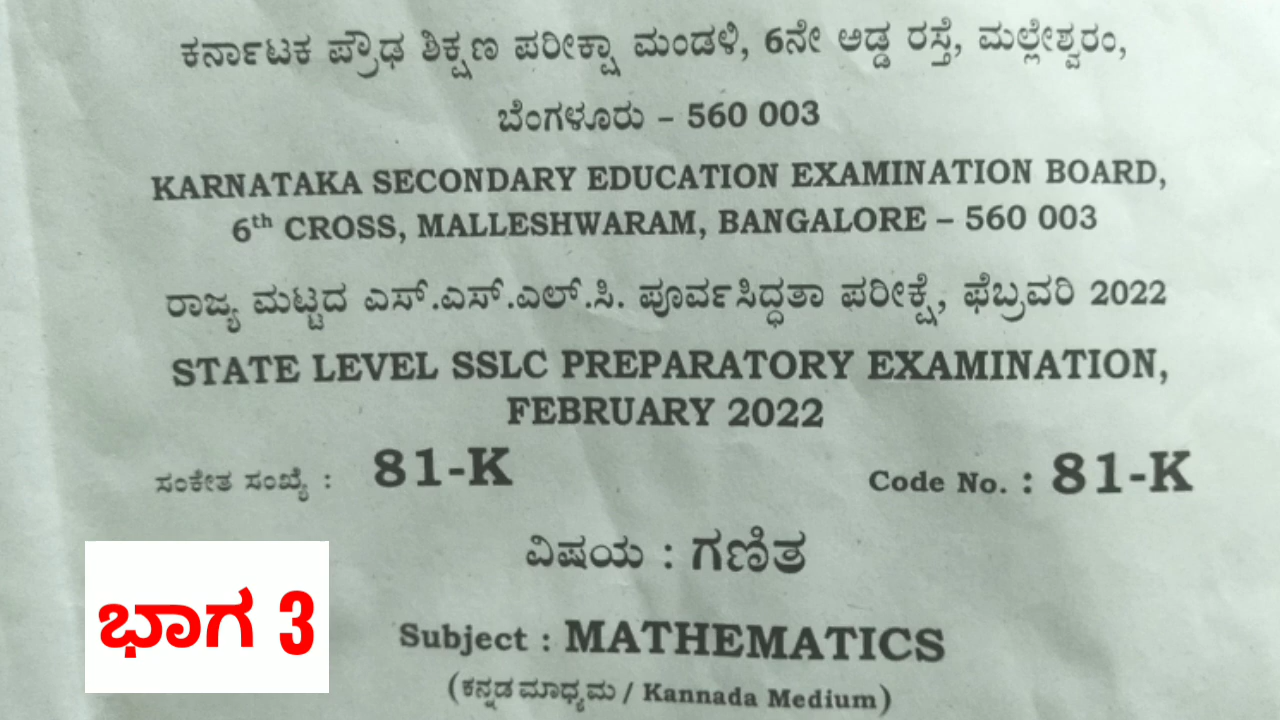 ಕರ್ನಾಟಕ ಪ್ರೌಢ ಶಿಕ್ಷಣ ಪರೀಕ್ಷಾ ಮಂಡಳಿ, 6ನೇ ಅಡ್ಡ ರಸ್ತೆ, ಮಲ್ಲೇಶ್ವರಂ,
ಬೆಂಗಳೂರು – 560 003
KARNATAKA SECONDARY EDUCATION EXAMINATION BOARD,
6th CROSS, MALLESHWARAM, BANGALORE – 560 003
ರಾಜ್ಯ ಮಟ್ಟದ ಎಸ್.ಎಸ್.ಎಲ್.ಸಿ. ಪೂರ್ವಸಿದ್ಧತಾ ಪರೀಕ್ಷೆ, ಫೆಬ್ರವರಿ 2022
STATE LEVEL SSLC PREPARATORY EXAMINATION,
FEBRUARY 2022
ಸಂಕೇತ ಸಂಖ್ಯೆ : 81-K Code No. : 81-K
ವಿಷಯ : ಗಣಿತ
ಭಾಗ 3
Subject : MATHEMATICS
(ಕನ್ನಡ ಮಾಧ್ಯಮ / Kannada Medium)